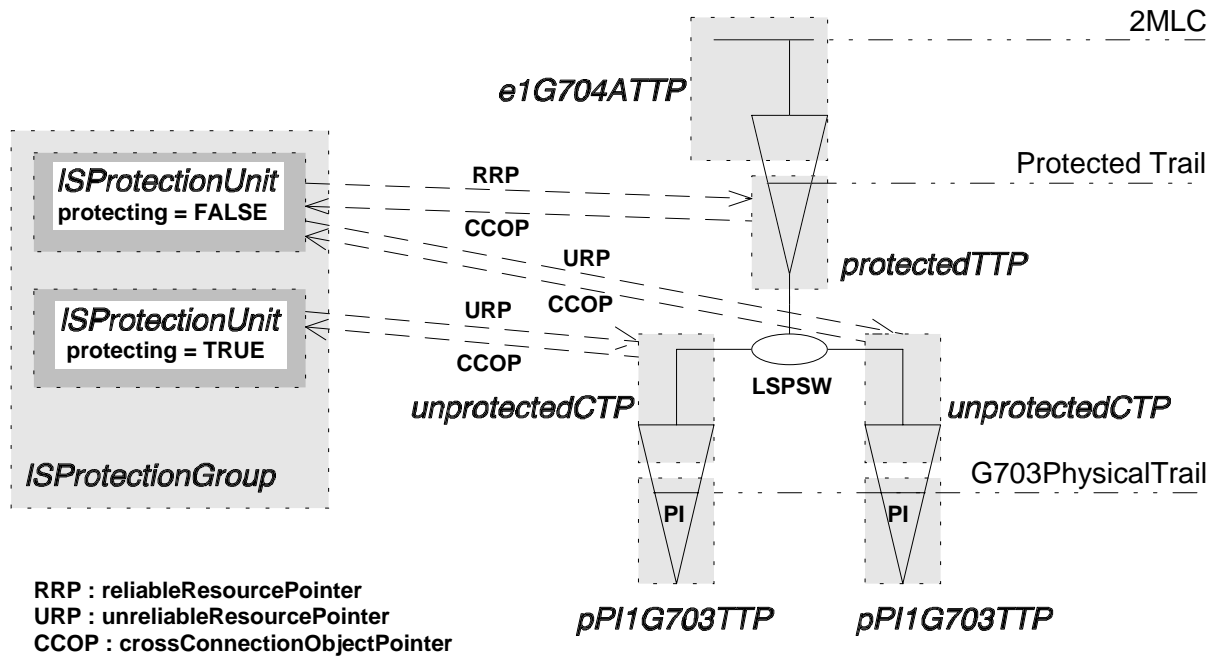 2MLC
e1G704ATTP
Protected Trail
ISProtectionUnit
protecting = FALSE
RRP
CCOP
URP
CCOP
protectedTTP
ISProtectionUnit
protecting = TRUE
URP
CCOP
LSPSW
unprotectedCTP
unprotectedCTP
ISProtectionGroup
G703PhysicalTrail
PI
PI
pPI1G703TTP
pPI1G703TTP
RRP : reliableResourcePointer
URP : unreliableResourcePointer
CCOP : crossConnectionObjectPointer